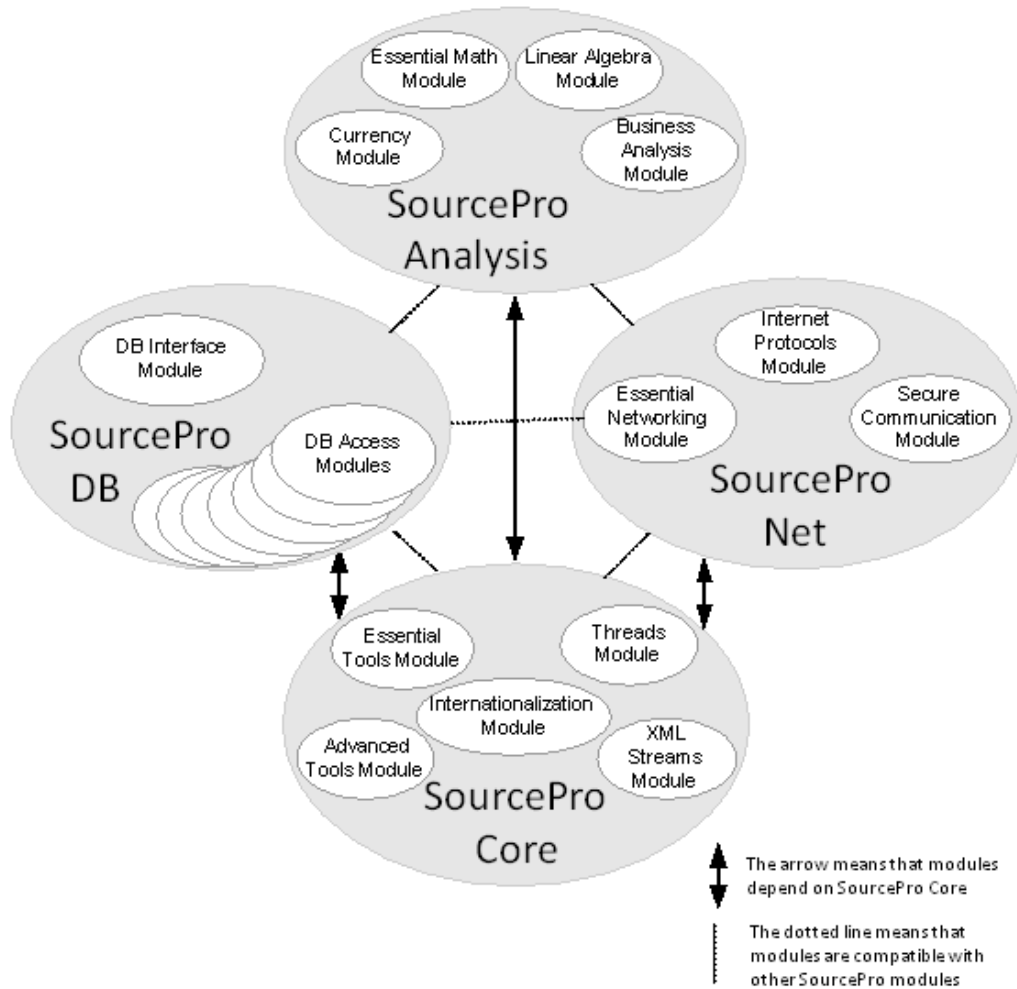 Essential Math
Module
Linear Algebra
Module
Currency
Module
Business
Analysis
Module
SourcePro
Analysis
DB Interface
Module
SourcePro
DB
DB Access
Modules
Internet
Protocols
Module
Essential
Networking
Module
Secure
Communication
Module
SourcePro
Net
Essential
Tools Module
Threads
Module
Internationalization
Module
Advanced
Tools Module
XML
Streams
Module
SourcePro
Core
The arrow means that modules
depend on SourcePro Core
The dotted line means that
modules are compatible with
other SourcePro modules